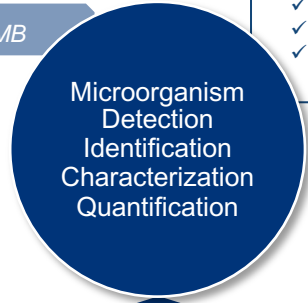 MB
✓
✓
✓
Microorganism
Detection
Identification
Characterization
Quantification